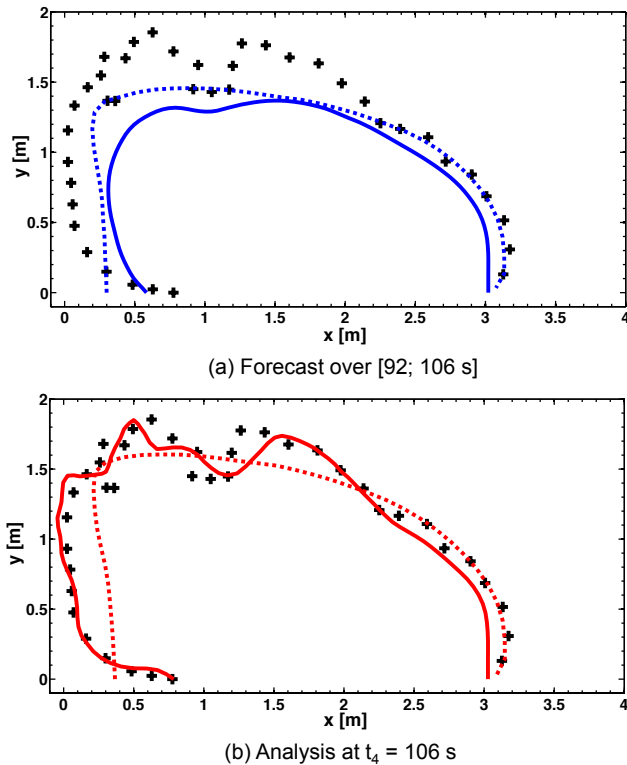 2
1.5
1
0.5
0
y [m]
0 0.5 1 1.5 2 2.5 3 3.5 4
x [m]
(a) Forecast over [92; 106 s]
2
1.5
1
0.5
0
y [m]
0 0.5 1 1.5 2 2.5 3 3.5 4
x [m]
(b) Analysis at t₄ = 106 s